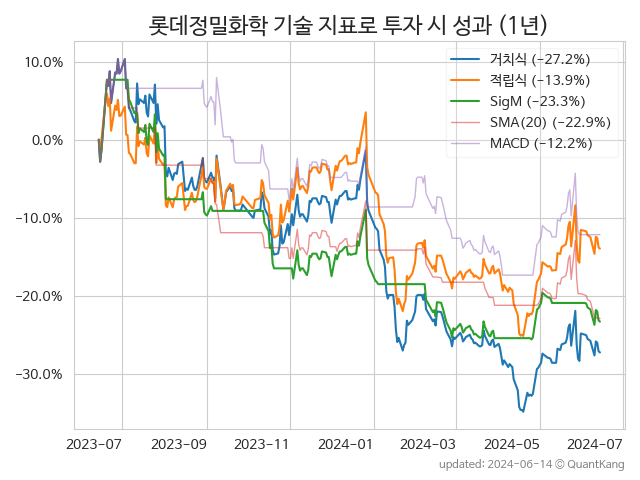 롯데정밀화학 기술 지표로 투자 시 성과 (1년)
거치식 (−27.2%)
적립식 (−13.9%)
SigM (−23.3%)
SMA(20) (−22.9%)
MACD (−12.2%)
10.0%
0.0%
−10.0%
−20.0%
−30.0%
2023-07 2023-09 2023-11 2024-01 2024-03 2024-05 2024-07
updated: 2024-06-14 ⓒ QuantKang